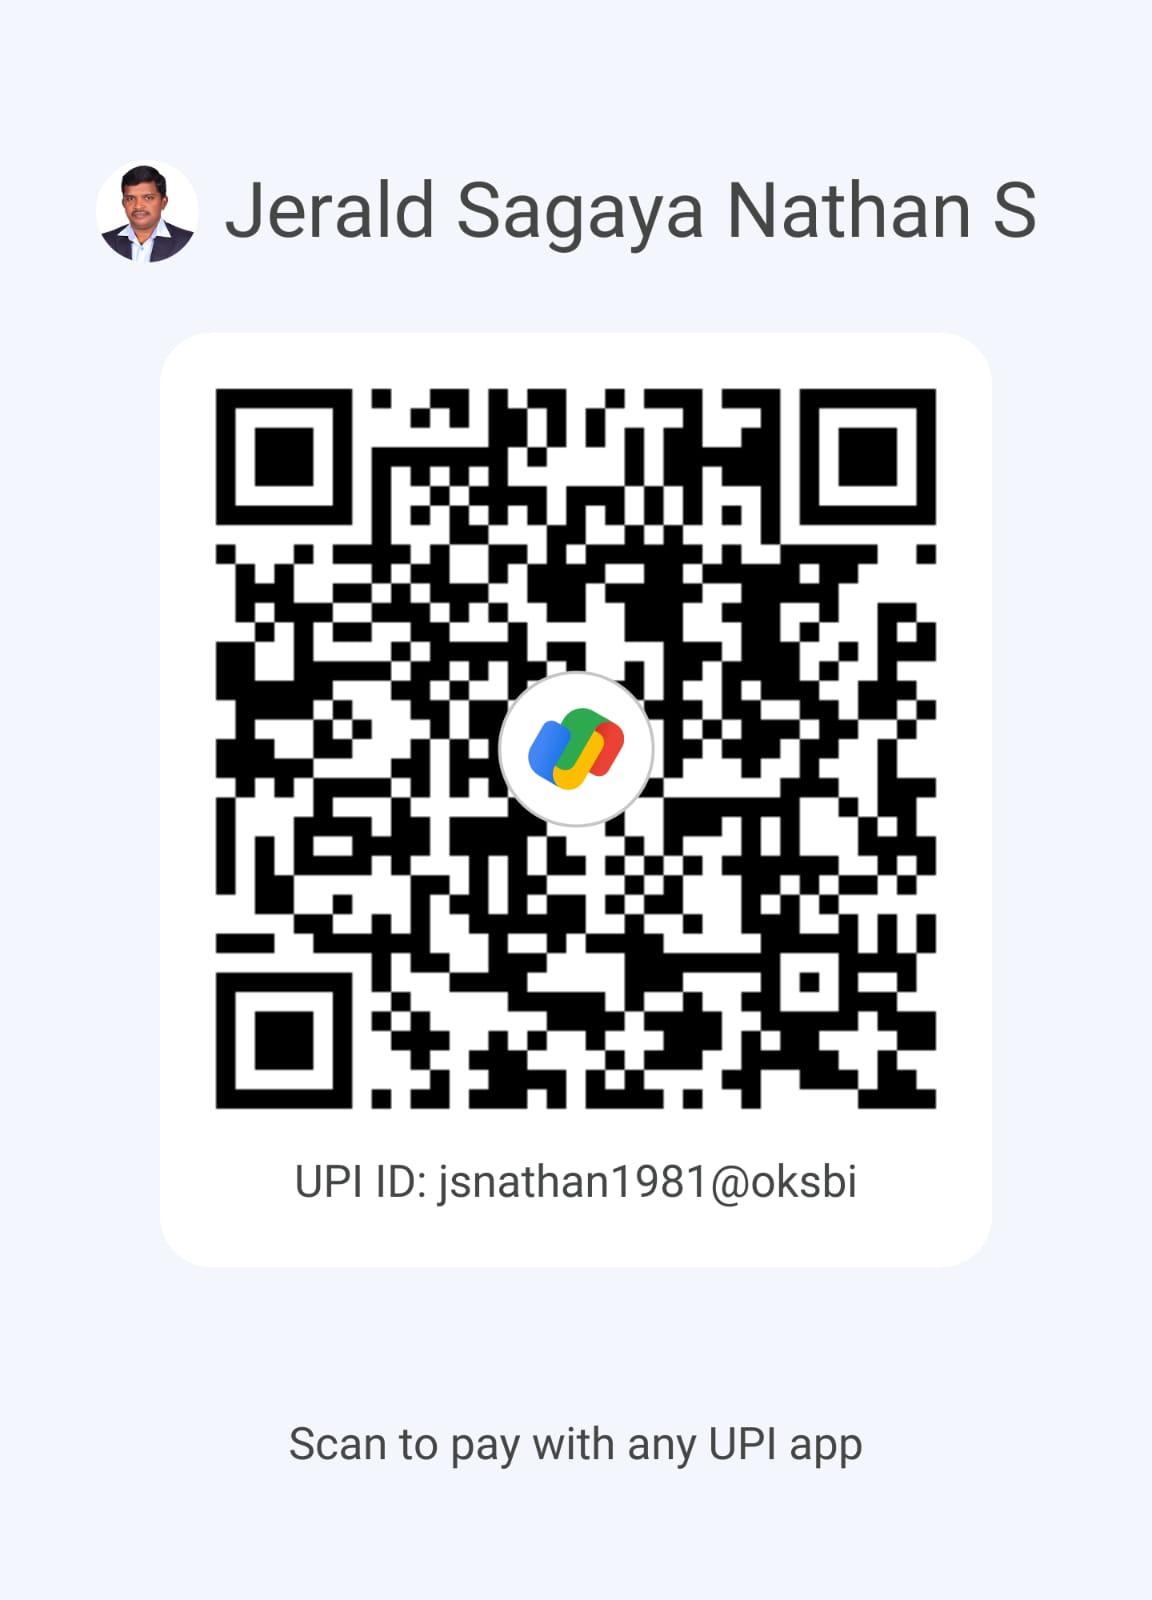 Jerald Sagaya Nathan S
UPI ID: jsnathan1981@oksbi
Scan to pay with any UPI app